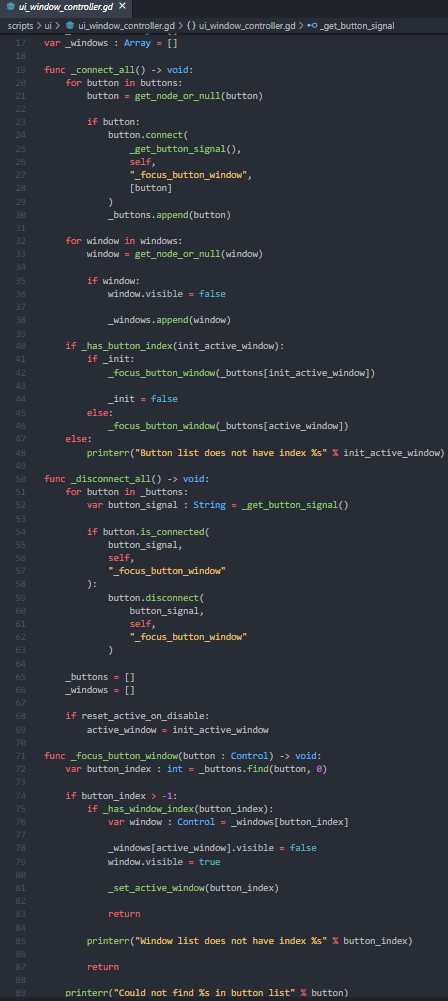 ui_window_controller.gd ✕
scripts > ui > ui_window_controller.gd > {} ui_window_controller.gd > _get_button_signal
17 var _windows : Array = []
18
19 func _connect_all() -> void:
20     for button in buttons:
21         button = get_node_or_null(button)
22
23         if button:
24             button.connect(
25                 _get_button_signal(),
26                 self,
27                 "_focus_button_window",
28                 [button]
29             )
30             _buttons.append(button)
31
32     for window in windows:
33         window = get_node_or_null(window)
34
35         if window:
36             window.visible = false
37
38             _windows.append(window)
39
40     if _has_button_index(init_active_window):
41         if _init:
42             _focus_button_window(_buttons[init_active_window])
43
44             _init = false
45         else:
46             _focus_button_window(_buttons[active_window])
47     else:
48         printerr("Button list does not have index %s" % init_active_window)
49
50 func _disconnect_all() -> void:
51     for button in _buttons:
52         var button_signal : String = _get_button_signal()
53
54         if button.is_connected(
55             button_signal,
56             self,
57             "_focus_button_window"
58         ):
59             button.disconnect(
60                 button_signal,
61                 self,
62                 "_focus_button_window"
63             )
64
65     _buttons = []
66     _windows = []
67
68     if reset_active_on_disable:
69         active_window = init_active_window
70
71 func _focus_button_window(button : Control) -> void:
72     var button_index : int = _buttons.find(button, 0)
73
74     if button_index > -1:
75         if _has_window_index(button_index):
76             var window : Control = _windows[button_index]
77
78             _windows[active_window].visible = false
79             window.visible = true
80
81             _set_active_window(button_index)
82
83             return
84
85         printerr("Window list does not have index %s" % button_index)
86
87         return
88
89     printerr("Could not find %s in button list" % button)